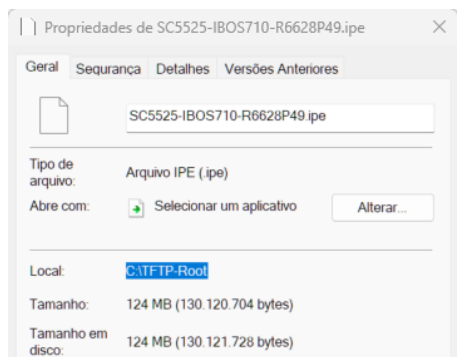 Propriedades de SC5525-IBOS710-R6628P49.ipe
Geral Segurança Detalhes Versões Anteriores
SC5525-IBOS710-R6628P49.ipe
Tipo de
arquivo:
Arquivo IPE (.ipe)
Abre com: Selecionar um aplicativo Alterar...
Local: C:\TFTP-Root
Tamanho: 124 MB (130.120.704 bytes)
Tamanho em
disco:
124 MB (130.121.728 bytes)